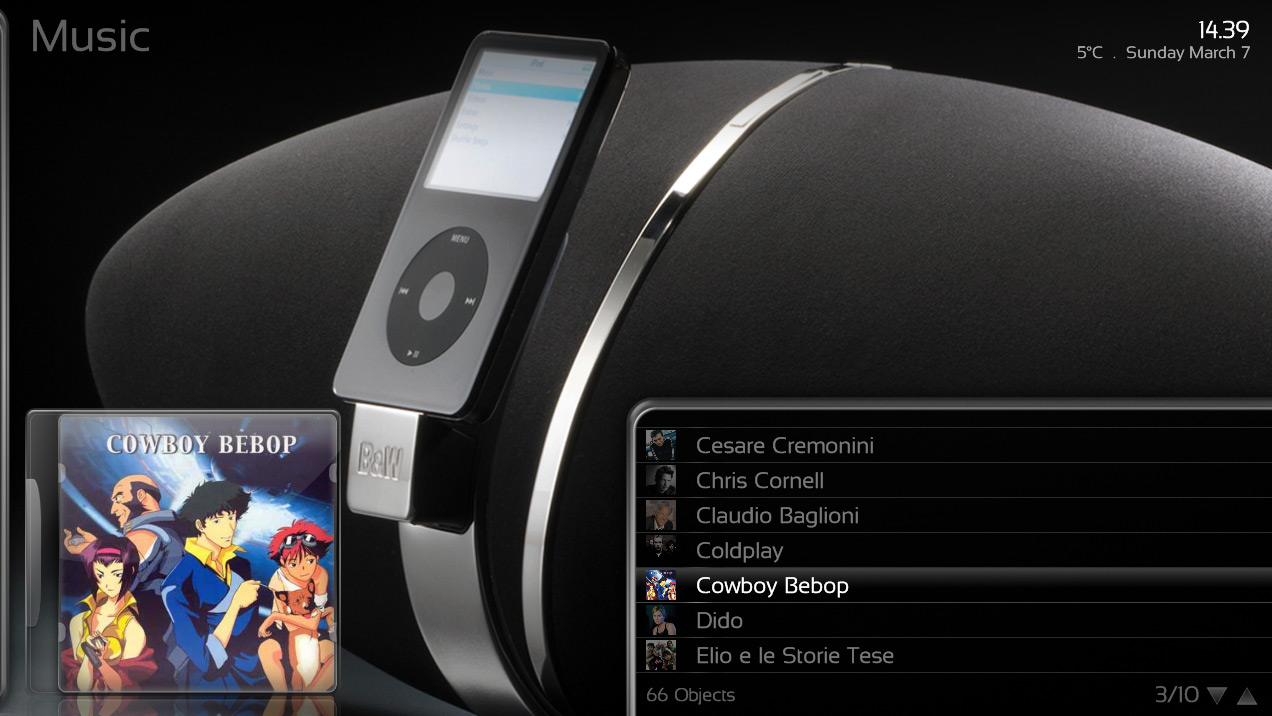 Music
14.39
5°C . Sunday March 7
iPod
MENU
B&W
COWBOY BEBOP
Cesare Cremonini
Chris Cornell
Claudio Baglioni
Coldplay
Cowboy Bebop
Dido
Elio e le Storie Tese
66 Objects
3/10